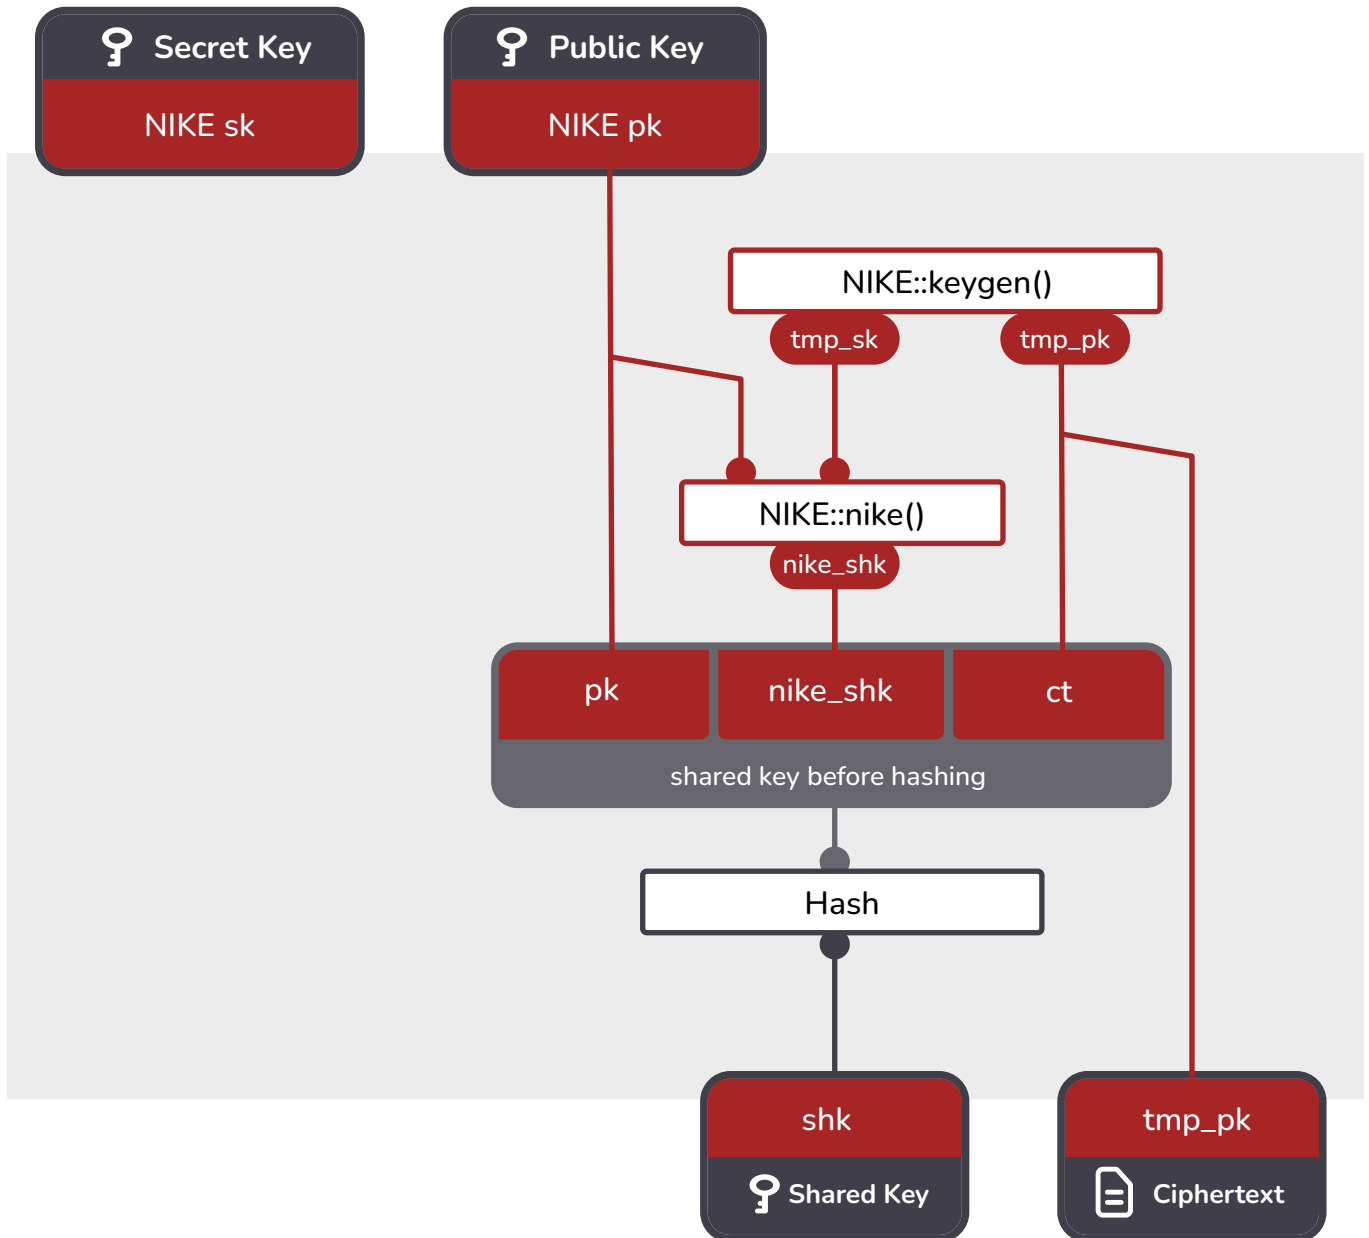 Secret Key
Public Key
NIKE sk
NIKE pk
NIKE::keygen()
tmp_sk
tmp_pk
NIKE::nike()
nike_shk
pk
nike_shk
ct
shared key before hashing
Hash
shk
tmp_pk
Shared Key
Ciphertext